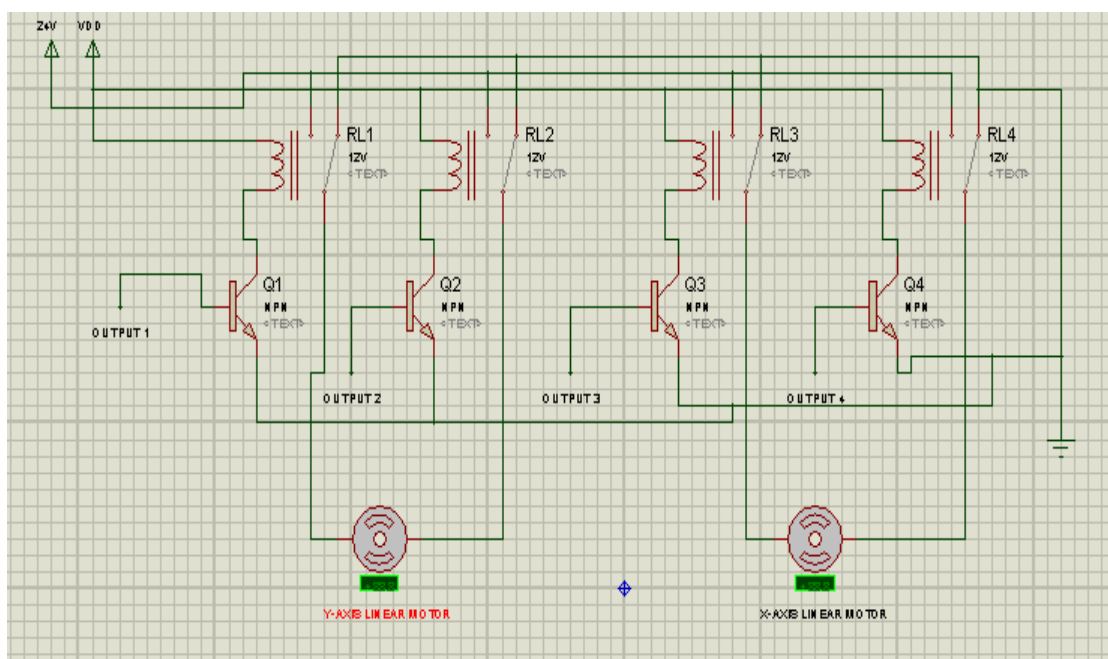 24V VDD
RL1 RL2 RL3 RL4
12V 12V 12V 12V
<TEXT> <TEXT> <TEXT> <TEXT>
Q1 Q2 Q3 Q4
NPN NPN NPN NPN
<TEXT> <TEXT> <TEXT> <TEXT>
OUTPUT 1
OUTPUT 2 OUTPUT 3 OUTPUT 4
Y-AXIS LINEAR MOTOR X-AXIS LINEAR MOTOR